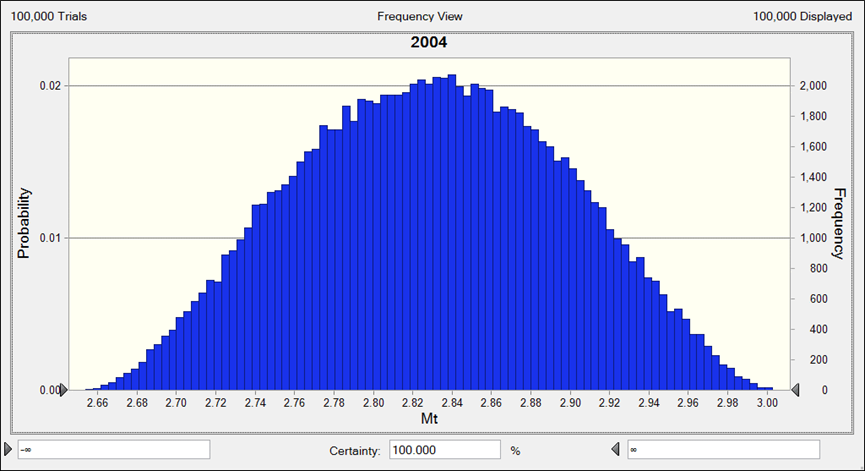 100,000 Trials Frequency View 100,000 Displayed
2004
0.02 2,000
1,800
1,600
1,400
1,200
0.01 1,000
800
600
400
200
0.00 0
Probability
Frequency
2.66 2.68 2.70 2.72 2.74 2.76 2.78 2.80 2.82 2.84 2.86 2.88 2.90 2.92 2.94 2.96 2.98 3.00
Mt
-∞ Certainty: 100.000 % ∞